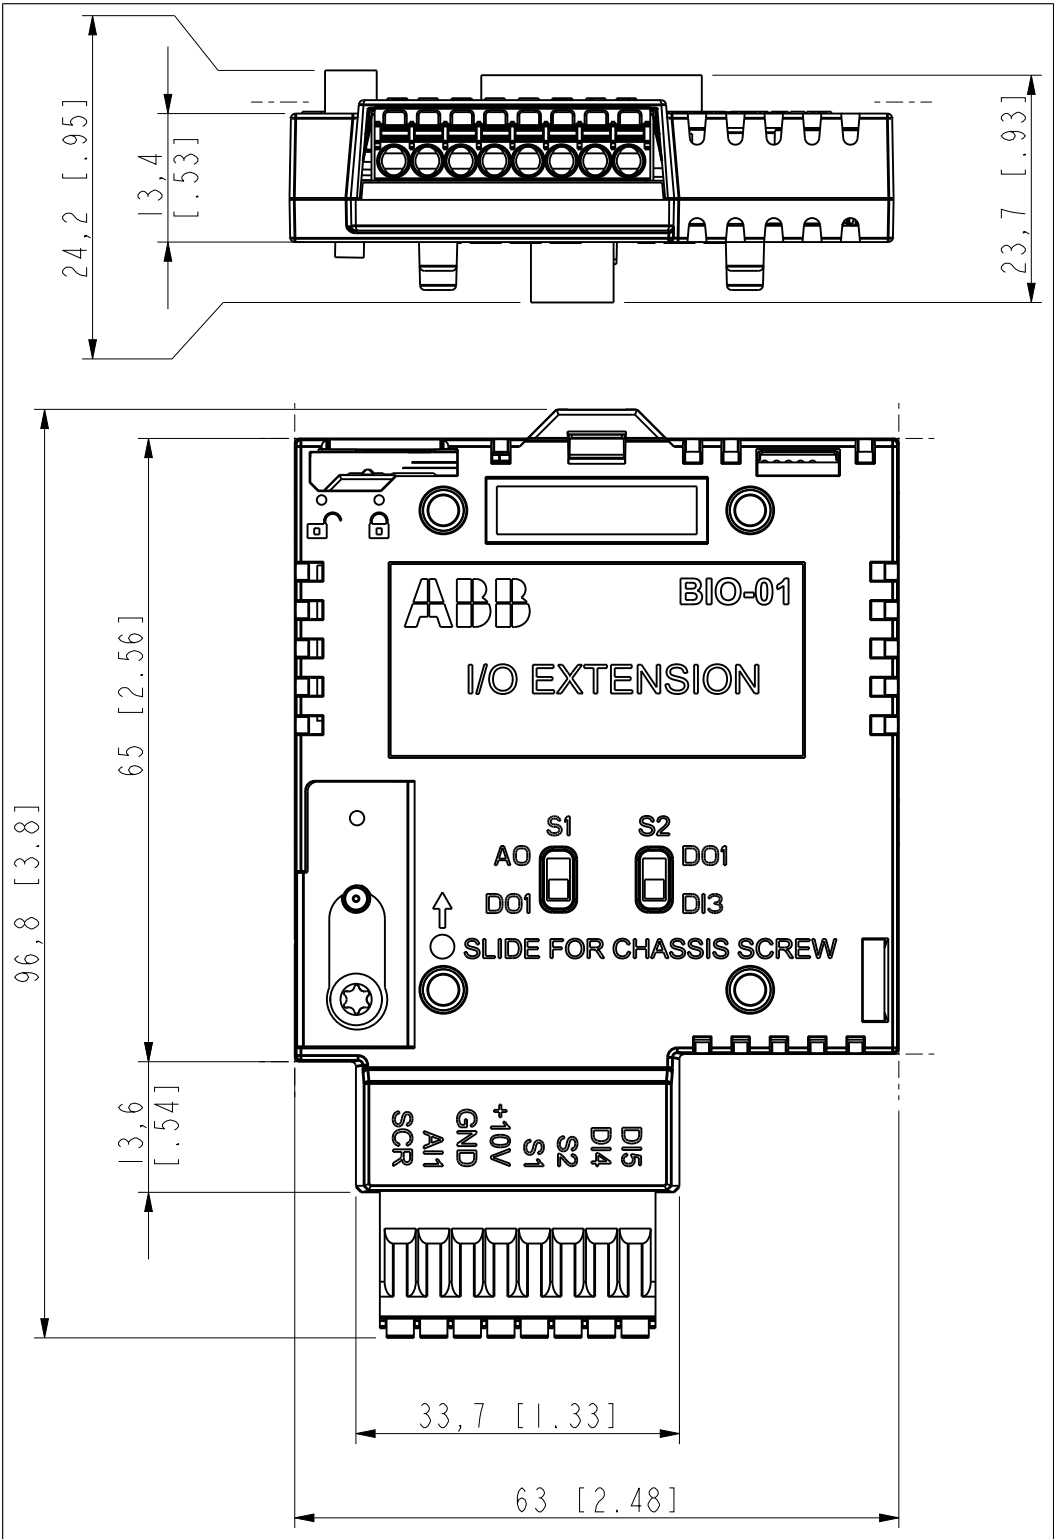 24,2 [.95]
13,4
[.53]
23,7 [.93]
96,8 [3.8]
65 [2.56]
13,6
[.54]
ABB
BIO-01
I/O EXTENSION
S1
S2
AO
DO1
DO1
DI3
SLIDE FOR CHASSIS SCREW
SCR
AI1
GND
+10V
S1
S2
DI4
DI5
33,7 [1.33]
63 [2.48]